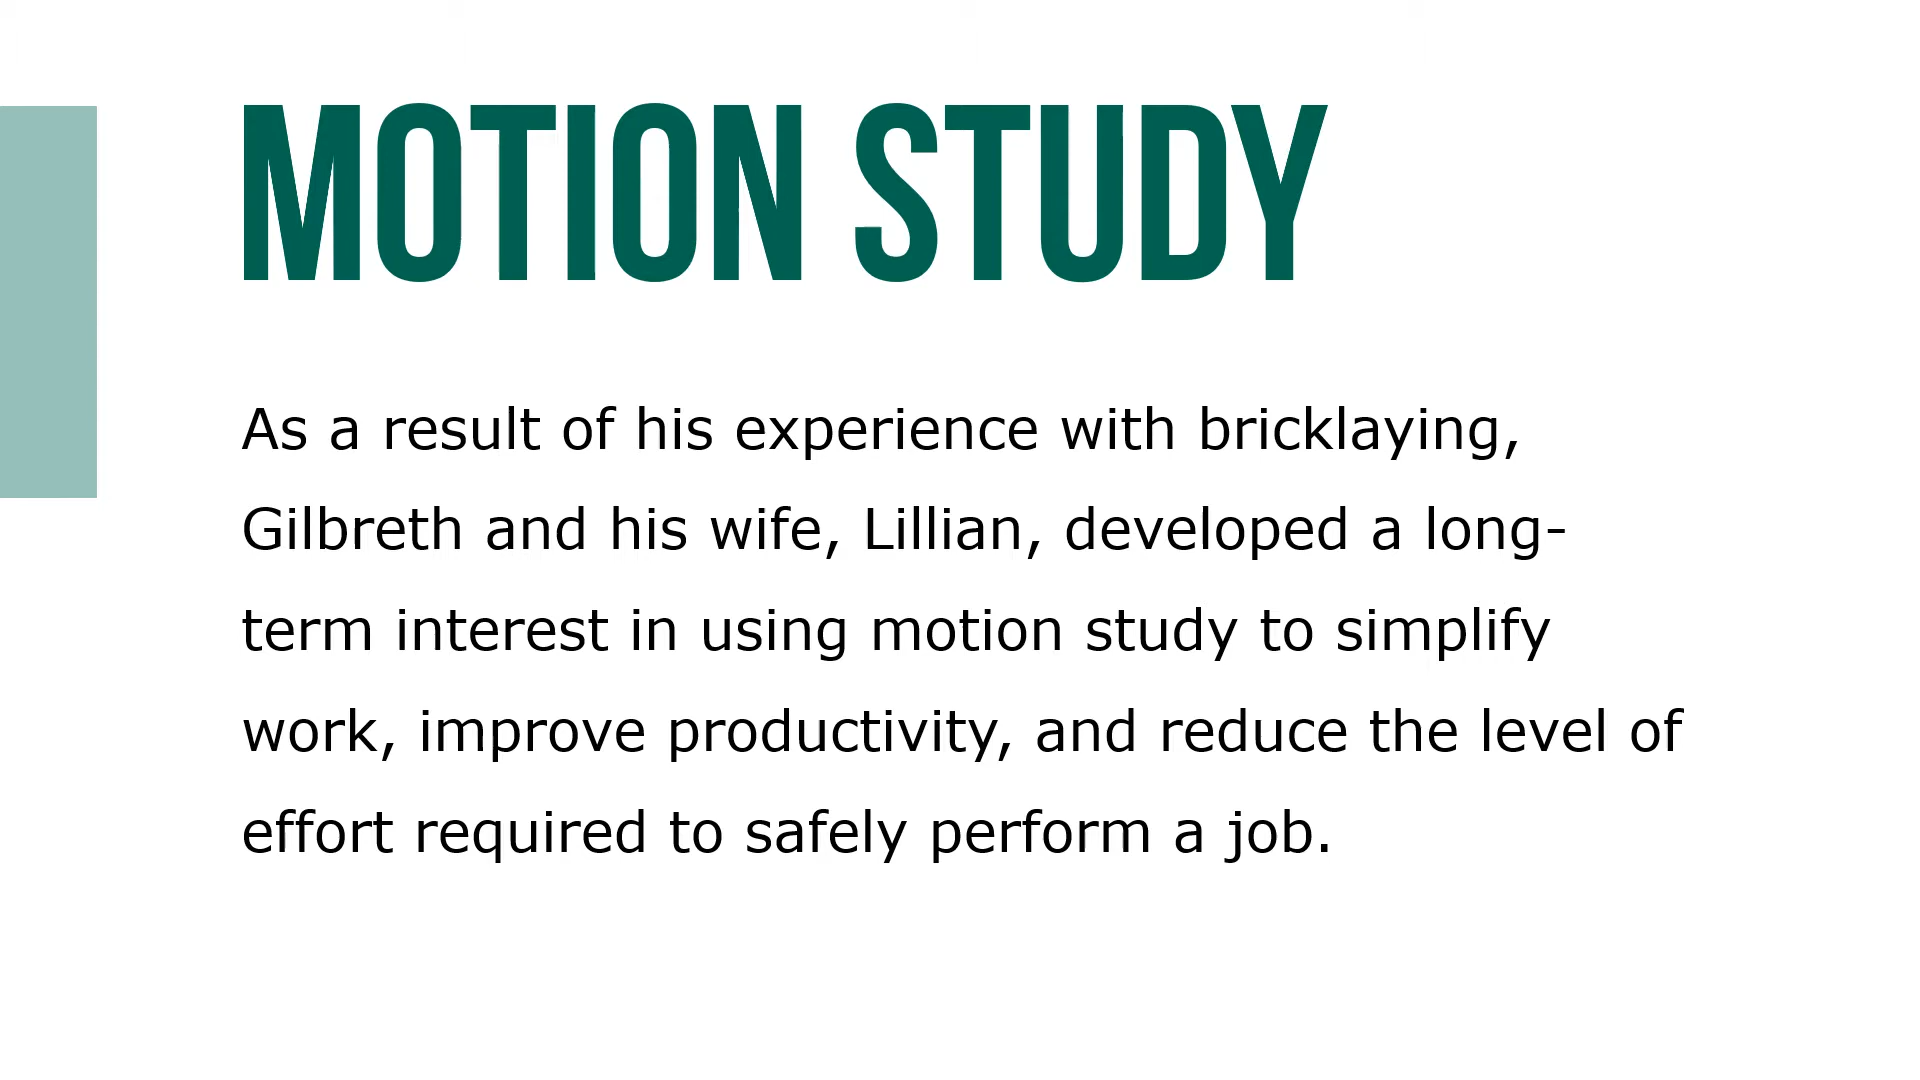 MOTION STUDY
As a result of his experience with bricklaying,
Gilbreth and his wife, Lillian, developed a long-
term interest in using motion study to simplify
work, improve productivity, and reduce the level of
effort required to safely perform a job.